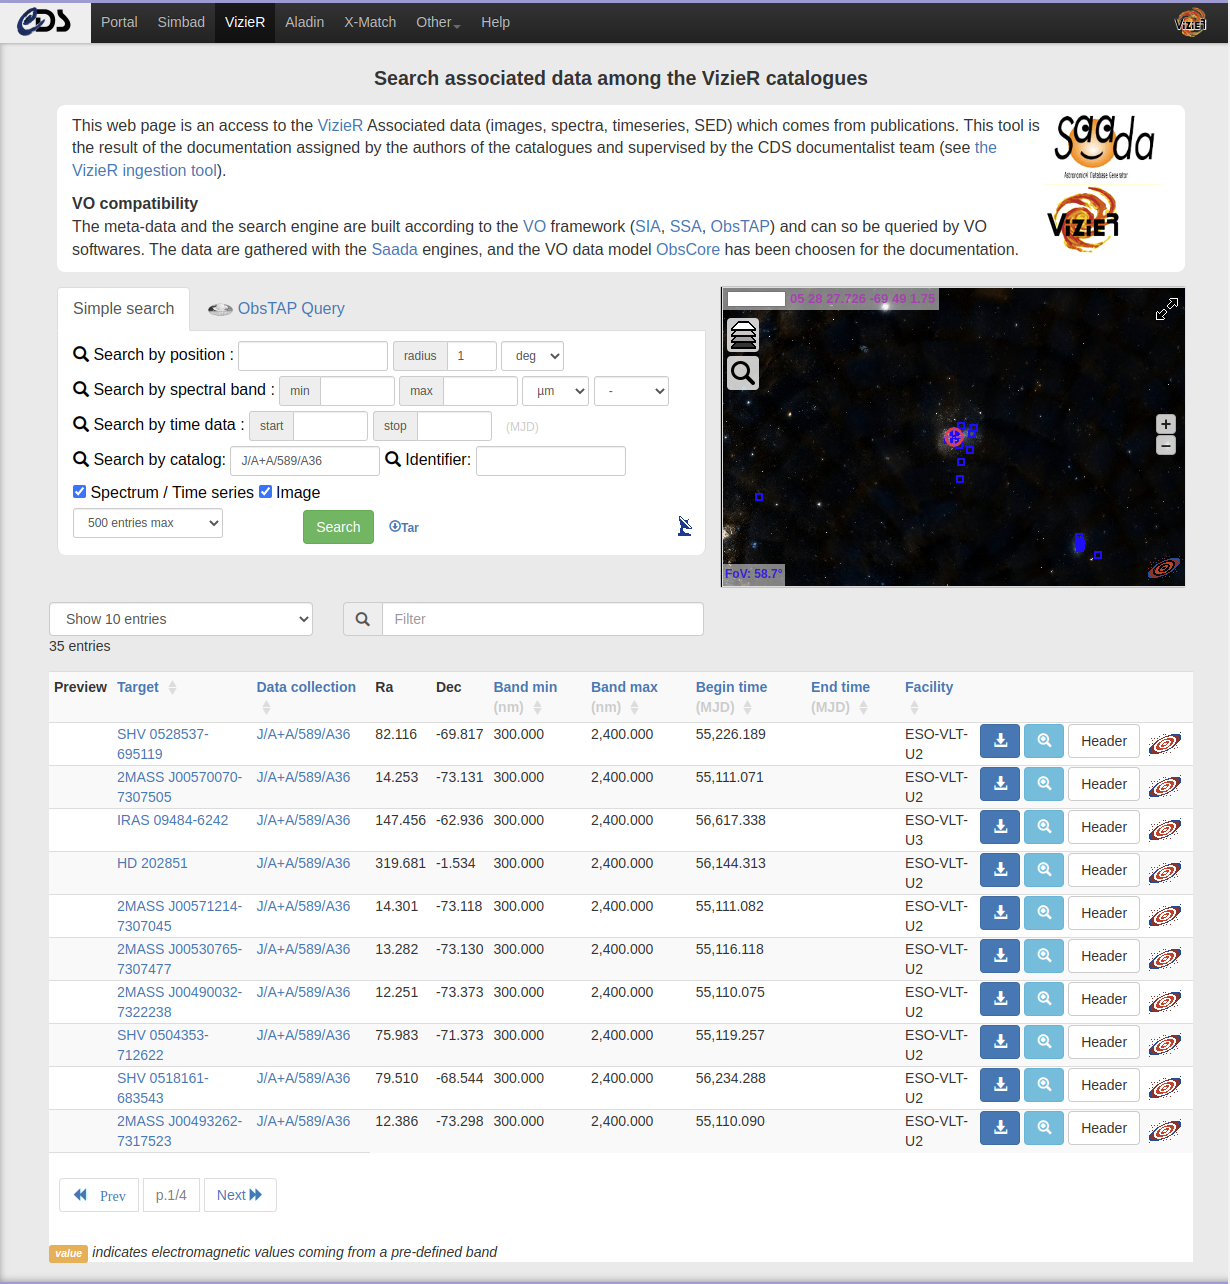 CDS Portal Simbad VizieR Aladin X-Match Other Help VizieR
Search associated data among the VizieR catalogues
This web page is an access to the VizieR Associated data (images, spectra, timeseries, SED) which comes from publications. This tool is
the result of the documentation assigned by the authors of the catalogues and supervised by the CDS documentalist team (see the
VizieR ingestion tool).
Saada
Astronomical Database Generator
VO compatibility
The meta-data and the search engine are built according to the VO framework (SIA, SSA, ObsTAP) and can so be queried by VO
softwares. The data are gathered with the Saada engines, and the VO data model ObsCore has been choosen for the documentation.
VizieR
Simple search ObsTAP Query
Search by position : radius 1 deg
Search by spectral band : min max µm -
Search by time data : start stop (MJD)
Search by catalog: J/A+A/589/A36 Identifier:
Spectrum / Time series Image
500 entries max Search Tar
05 28 27.726 -69 49 1.75
+
−
FoV: 58.7°
Show 10 entries Filter
35 entries
Preview Target Data collection Ra Dec Band min Band max Begin time End time Facility
(nm) (nm) (MJD) (MJD)
SHV 0528537- J/A+A/589/A36 82.116 -69.817 300.000 2,400.000 55,226.189 ESO-VLT- Header
695119 U2
2MASS J00570070- J/A+A/589/A36 14.253 -73.131 300.000 2,400.000 55,111.071 ESO-VLT- Header
7307505 U2
IRAS 09484-6242 J/A+A/589/A36 147.456 -62.936 300.000 2,400.000 56,617.338 ESO-VLT- Header
U3
HD 202851 J/A+A/589/A36 319.681 -1.534 300.000 2,400.000 56,144.313 ESO-VLT- Header
U2
2MASS J00571214- J/A+A/589/A36 14.301 -73.118 300.000 2,400.000 55,111.082 ESO-VLT- Header
7307045 U2
2MASS J00530765- J/A+A/589/A36 13.282 -73.130 300.000 2,400.000 55,116.118 ESO-VLT- Header
7307477 U2
2MASS J00490032- J/A+A/589/A36 12.251 -73.373 300.000 2,400.000 55,110.075 ESO-VLT- Header
7322238 U2
SHV 0504353- J/A+A/589/A36 75.983 -71.373 300.000 2,400.000 55,119.257 ESO-VLT- Header
712622 U2
SHV 0518161- J/A+A/589/A36 79.510 -68.544 300.000 2,400.000 56,234.288 ESO-VLT- Header
683543 U2
2MASS J00493262- J/A+A/589/A36 12.386 -73.298 300.000 2,400.000 55,110.090 ESO-VLT- Header
7317523 U2
Prev p.1/4 Next
value indicates electromagnetic values coming from a pre-defined band